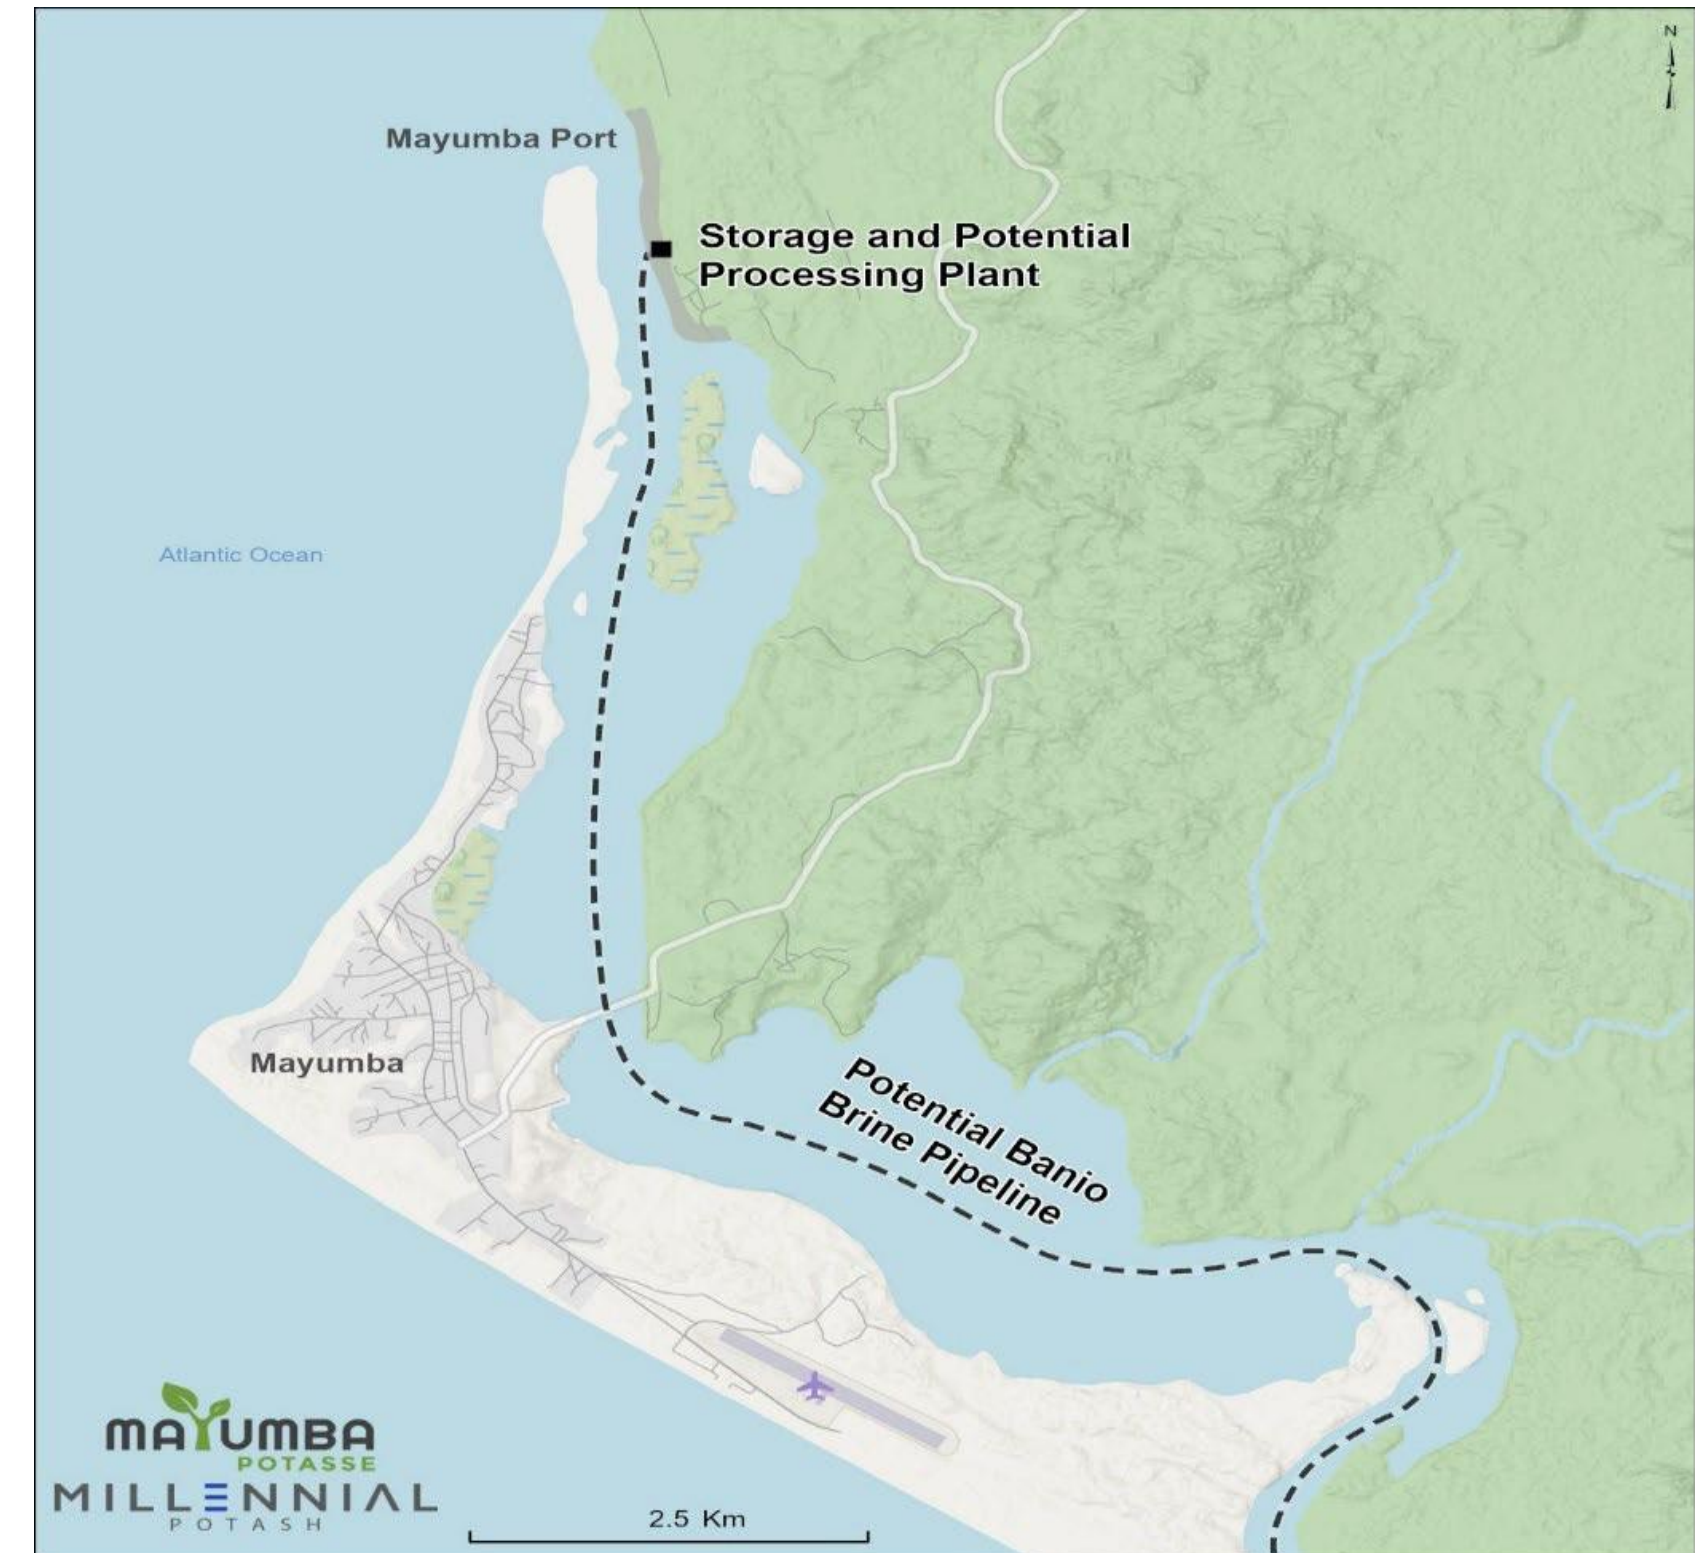 N
Mayumba Port
Storage and Potential
Processing Plant
Atlantic Ocean
Mayumba
Potential Banio
Brine Pipeline
MAYUMBA
POTASSE
MILLENNIAL
POTASH
2.5 Km